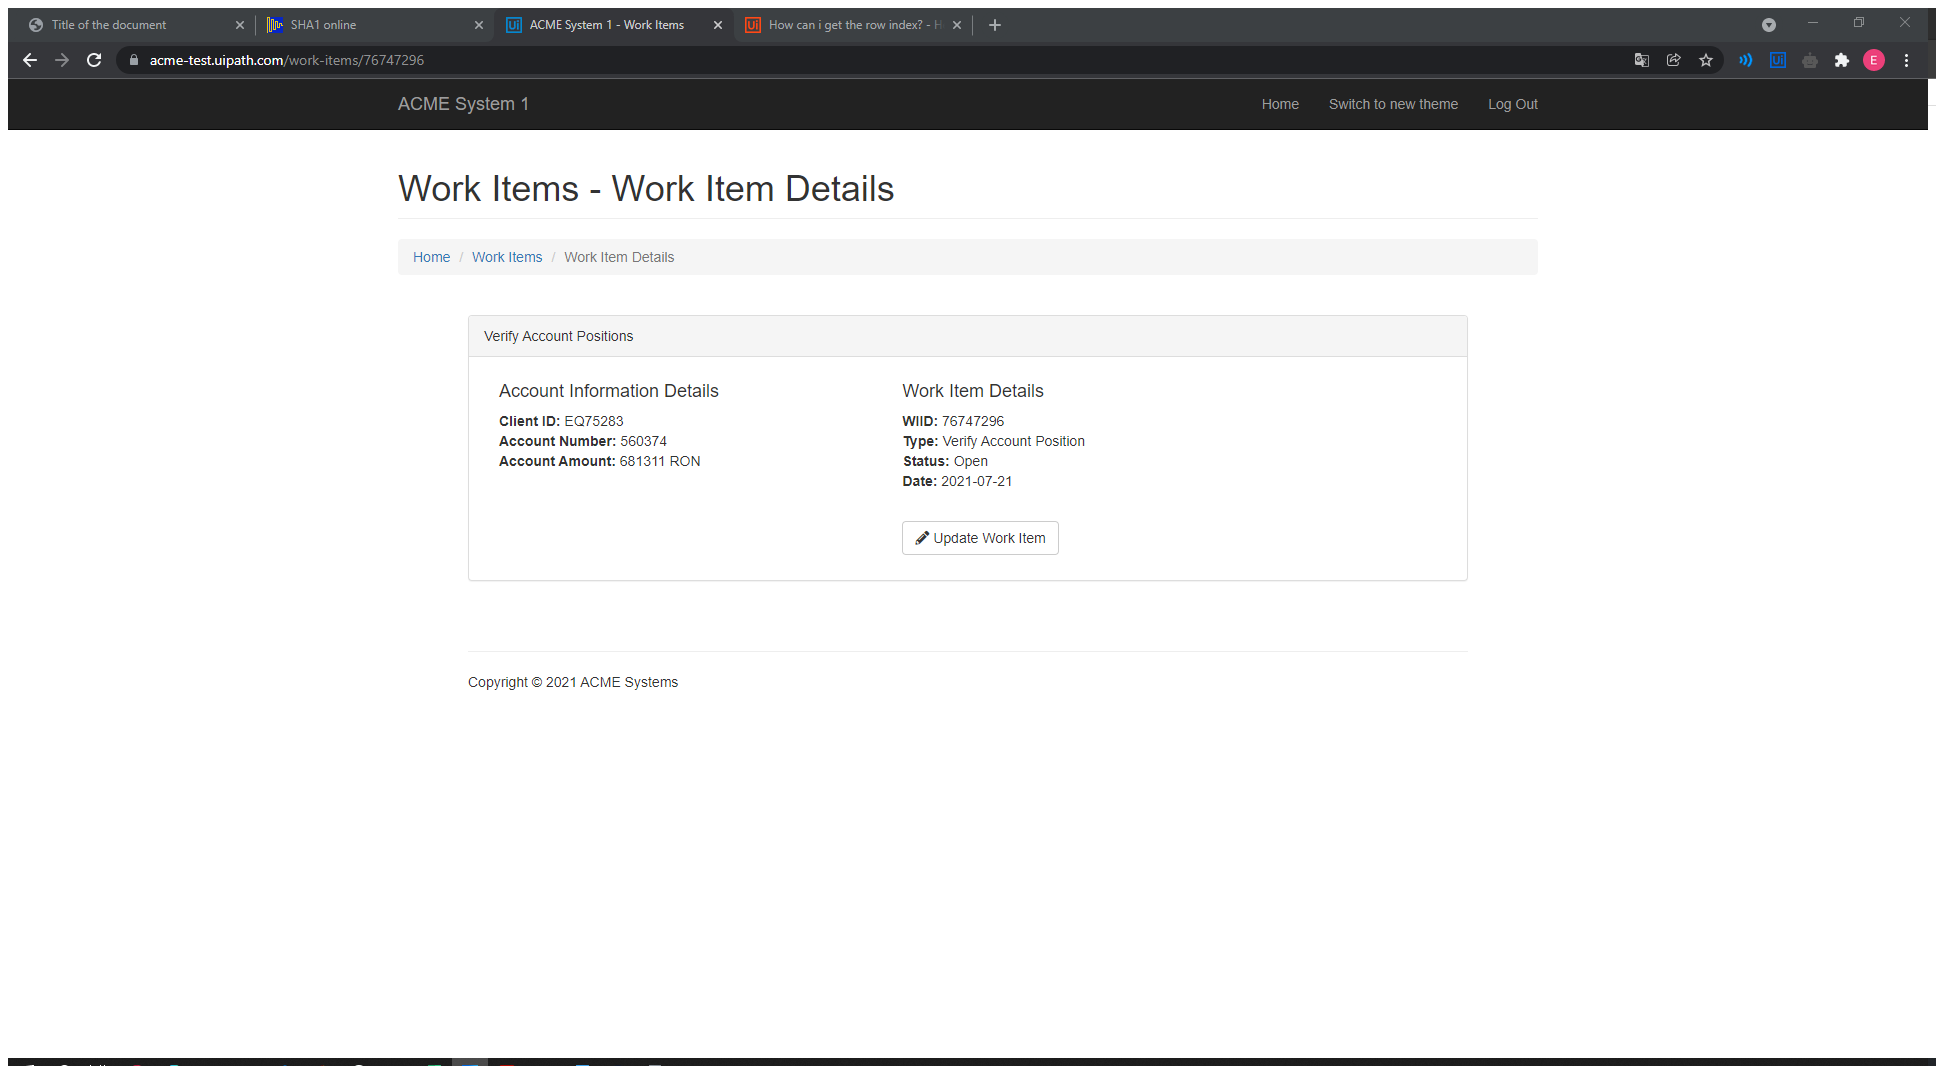 Title of the document
SHA1 online
ACME System 1 - Work Items
How can i get the row index? - H
acme-test.uipath.com/work-items/76747296
E
ACME System 1
Home
Switch to new theme
Log Out
Work Items - Work Item Details
Home / Work Items / Work Item Details
Verify Account Positions
Account Information Details
Client ID: EQ75283
Account Number: 560374
Account Amount: 681311 RON
Work Item Details
WIID: 76747296
Type: Verify Account Position
Status: Open
Date: 2021-07-21
Update Work Item
Copyright © 2021 ACME Systems